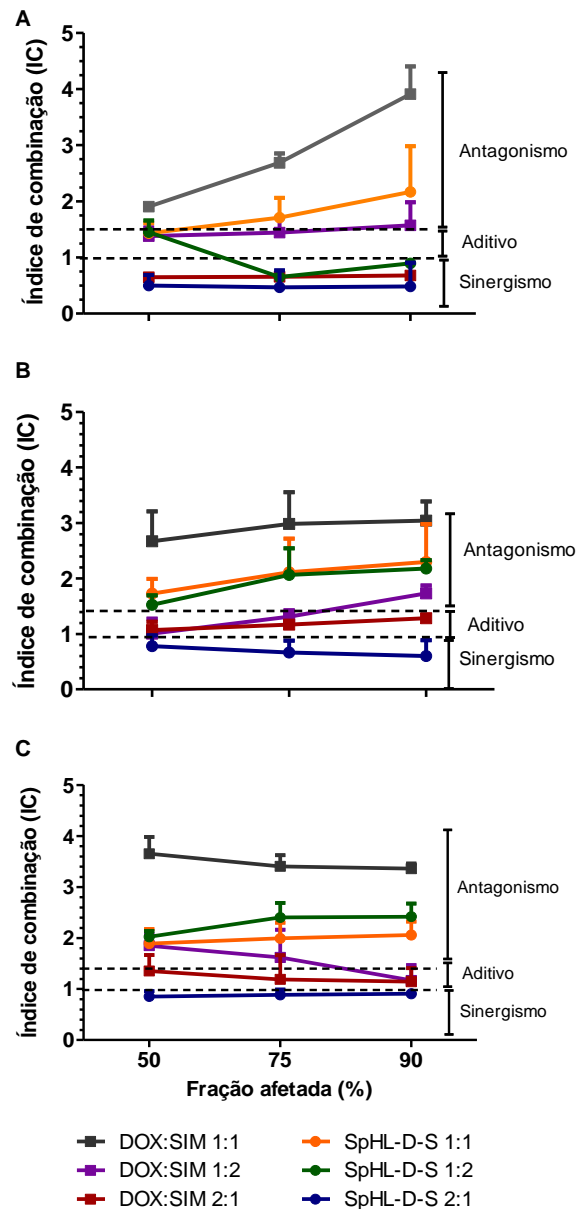 A
Índice de combinação (IC)
5
4
3
2
1
0
Antagonismo
Aditivo
Sinergismo
B
Índice de combinação (IC)
5
4
3
2
1
0
Antagonismo
Aditivo
Sinergismo
C
Índice de combinação (IC)
5
4
3
2
1
0
Antagonismo
Aditivo
Sinergismo
50 75 90
Fração afetada (%)
DOX:SIM 1:1
DOX:SIM 1:2
DOX:SIM 2:1
SpHL-D-S 1:1
SpHL-D-S 1:2
SpHL-D-S 2:1